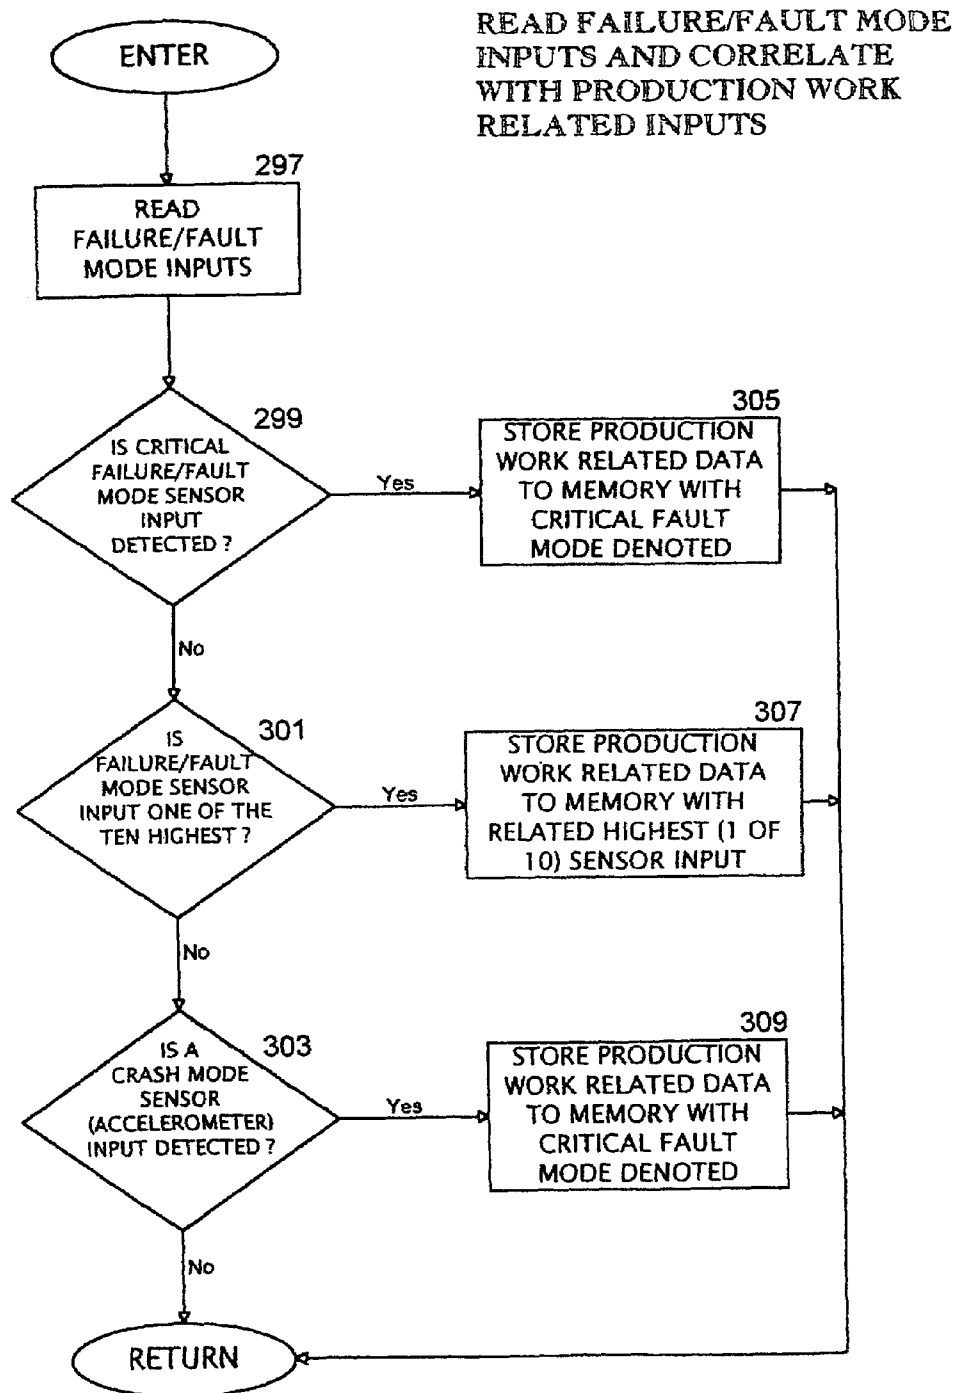 READ FAILURE/FAULT MODE
INPUTS AND CORRELATE
WITH PRODUCTION WORK
RELATED INPUTS
ENTER
297
READ
FAILURE/FAULT
MODE INPUTS
299
IS CRITICAL
FAILURE/FAULT
MODE SENSOR
INPUT
DETECTED ?
Yes
305
STORE PRODUCTION
WORK RELATED DATA
TO MEMORY WITH
CRITICAL FAULT
MODE DENOTED
No
301
IS
FAILURE/FAULT
MODE SENSOR
INPUT ONE OF THE
TEN HIGHEST ?
Yes
307
STORE PRODUCTION
WORK RELATED DATA
TO MEMORY WITH
RELATED HIGHEST (1 OF
10) SENSOR INPUT
No
303
IS A
CRASH MODE
SENSOR
(ACCELEROMETER)
INPUT DETECTED ?
Yes
309
STORE PRODUCTION
WORK RELATED DATA
TO MEMORY WITH
CRITICAL FAULT
MODE DENOTED
No
RETURN